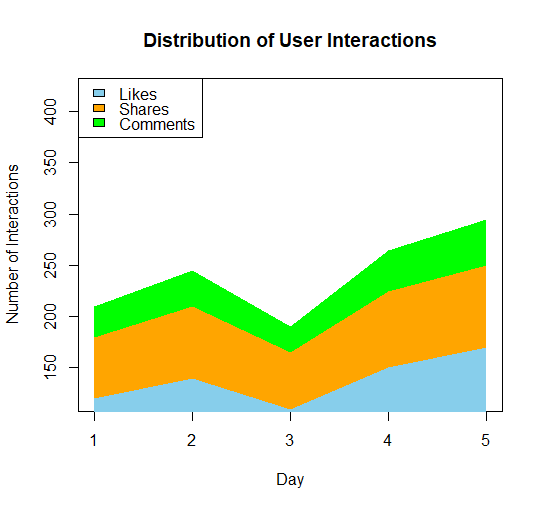 Distribution of User Interactions
Likes
Shares
Comments
Number of Interactions
400
350
300
250
200
150
1 2 3 4 5
Day